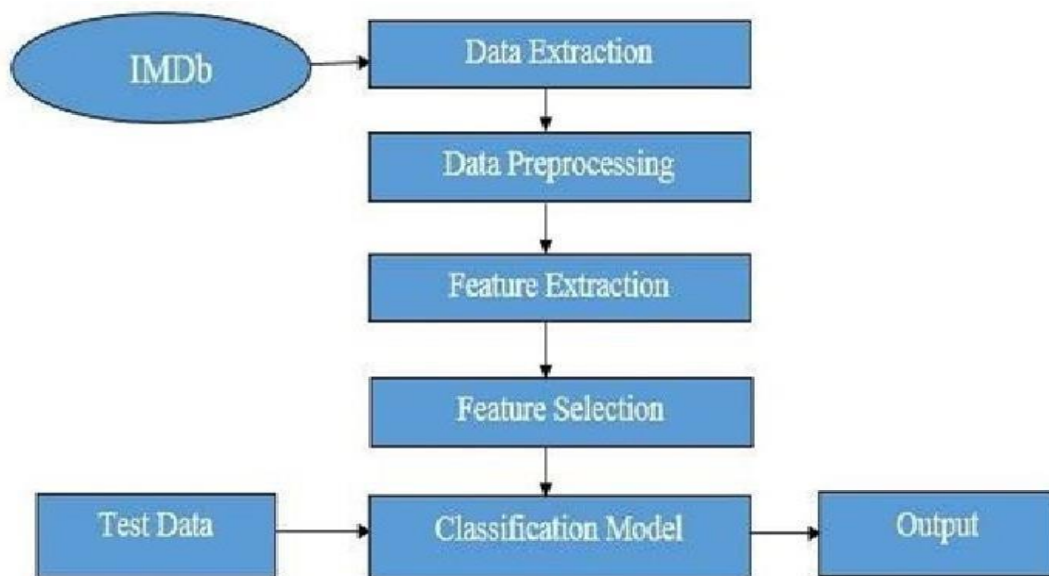 IMDb
Data Extraction
Data Preprocessing
Feature Extraction
Feature Selection
Test Data
Classification Model
Output